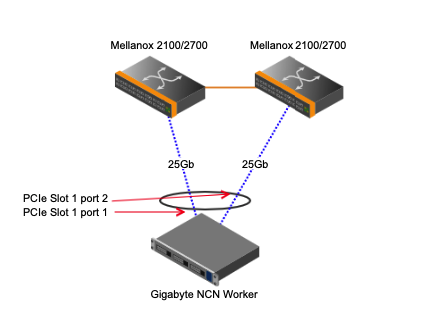 Mellanox 2100/2700
Mellanox 2100/2700
25Gb
25Gb
PCIe Slot 1 port 2
PCIe Slot 1 port 1
Gigabyte NCN Worker